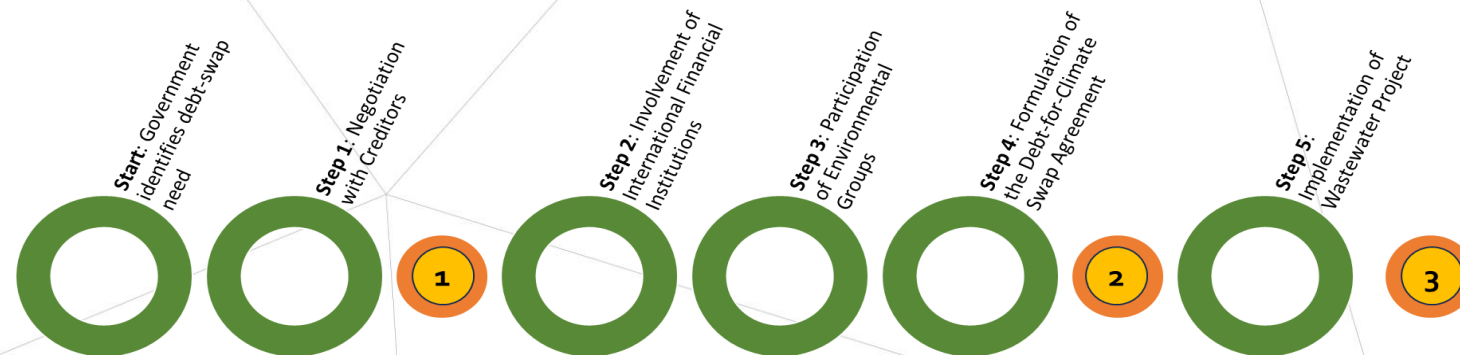 Start: Government
identifies debt-swap
need
Step 1: Negotiation
with Creditors
1
Step 2: Involvement of
International Financial
Institutions
Step 3: Participation
of Environmental
Groups
Step 4: Formulation of
the Debt-for-Climate
Swap Agreement
2
Step 5:
Implementation of
Wastewater Project
3